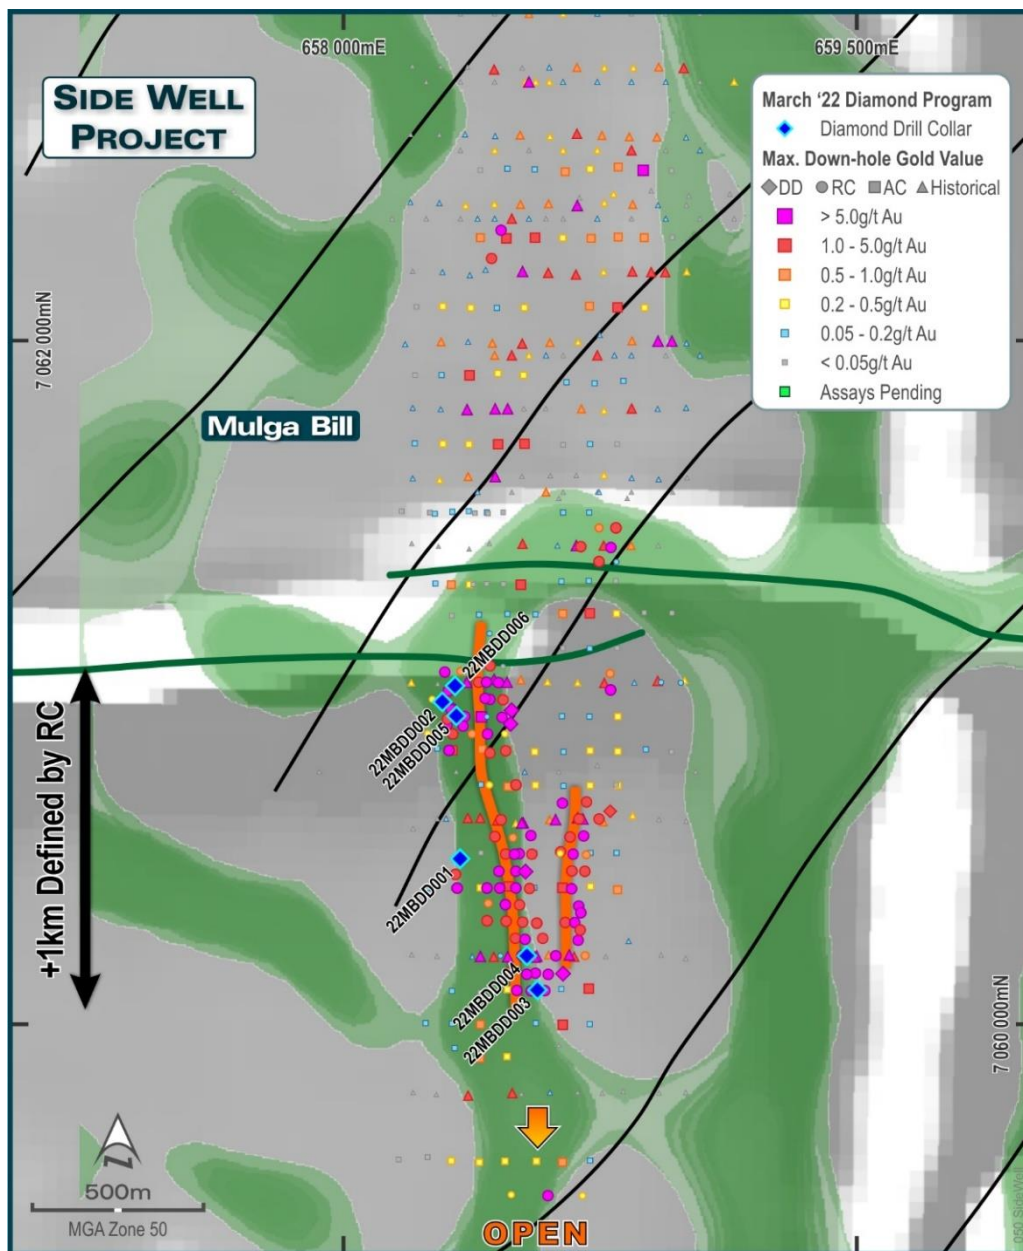 658 000mE
659 500mE
SIDE WELL
PROJECT
March ‘22 Diamond Program
Diamond Drill Collar
Max. Down-hole Gold Value
DD RC AC Historical
> 5.0g/t Au
1.0 - 5.0g/t Au
0.5 - 1.0g/t Au
0.2 - 0.5g/t Au
0.05 - 0.2g/t Au
< 0.05g/t Au
Assays Pending
7 062 000mN
Mulga Bill
22MBDD006
22MBDD002
22MBDD005
+1km Defined by RC
22MBDD001
22MBDD004
22MBDD003
7 060 000mN
500m
MGA Zone 50
OPEN
050 SideWell